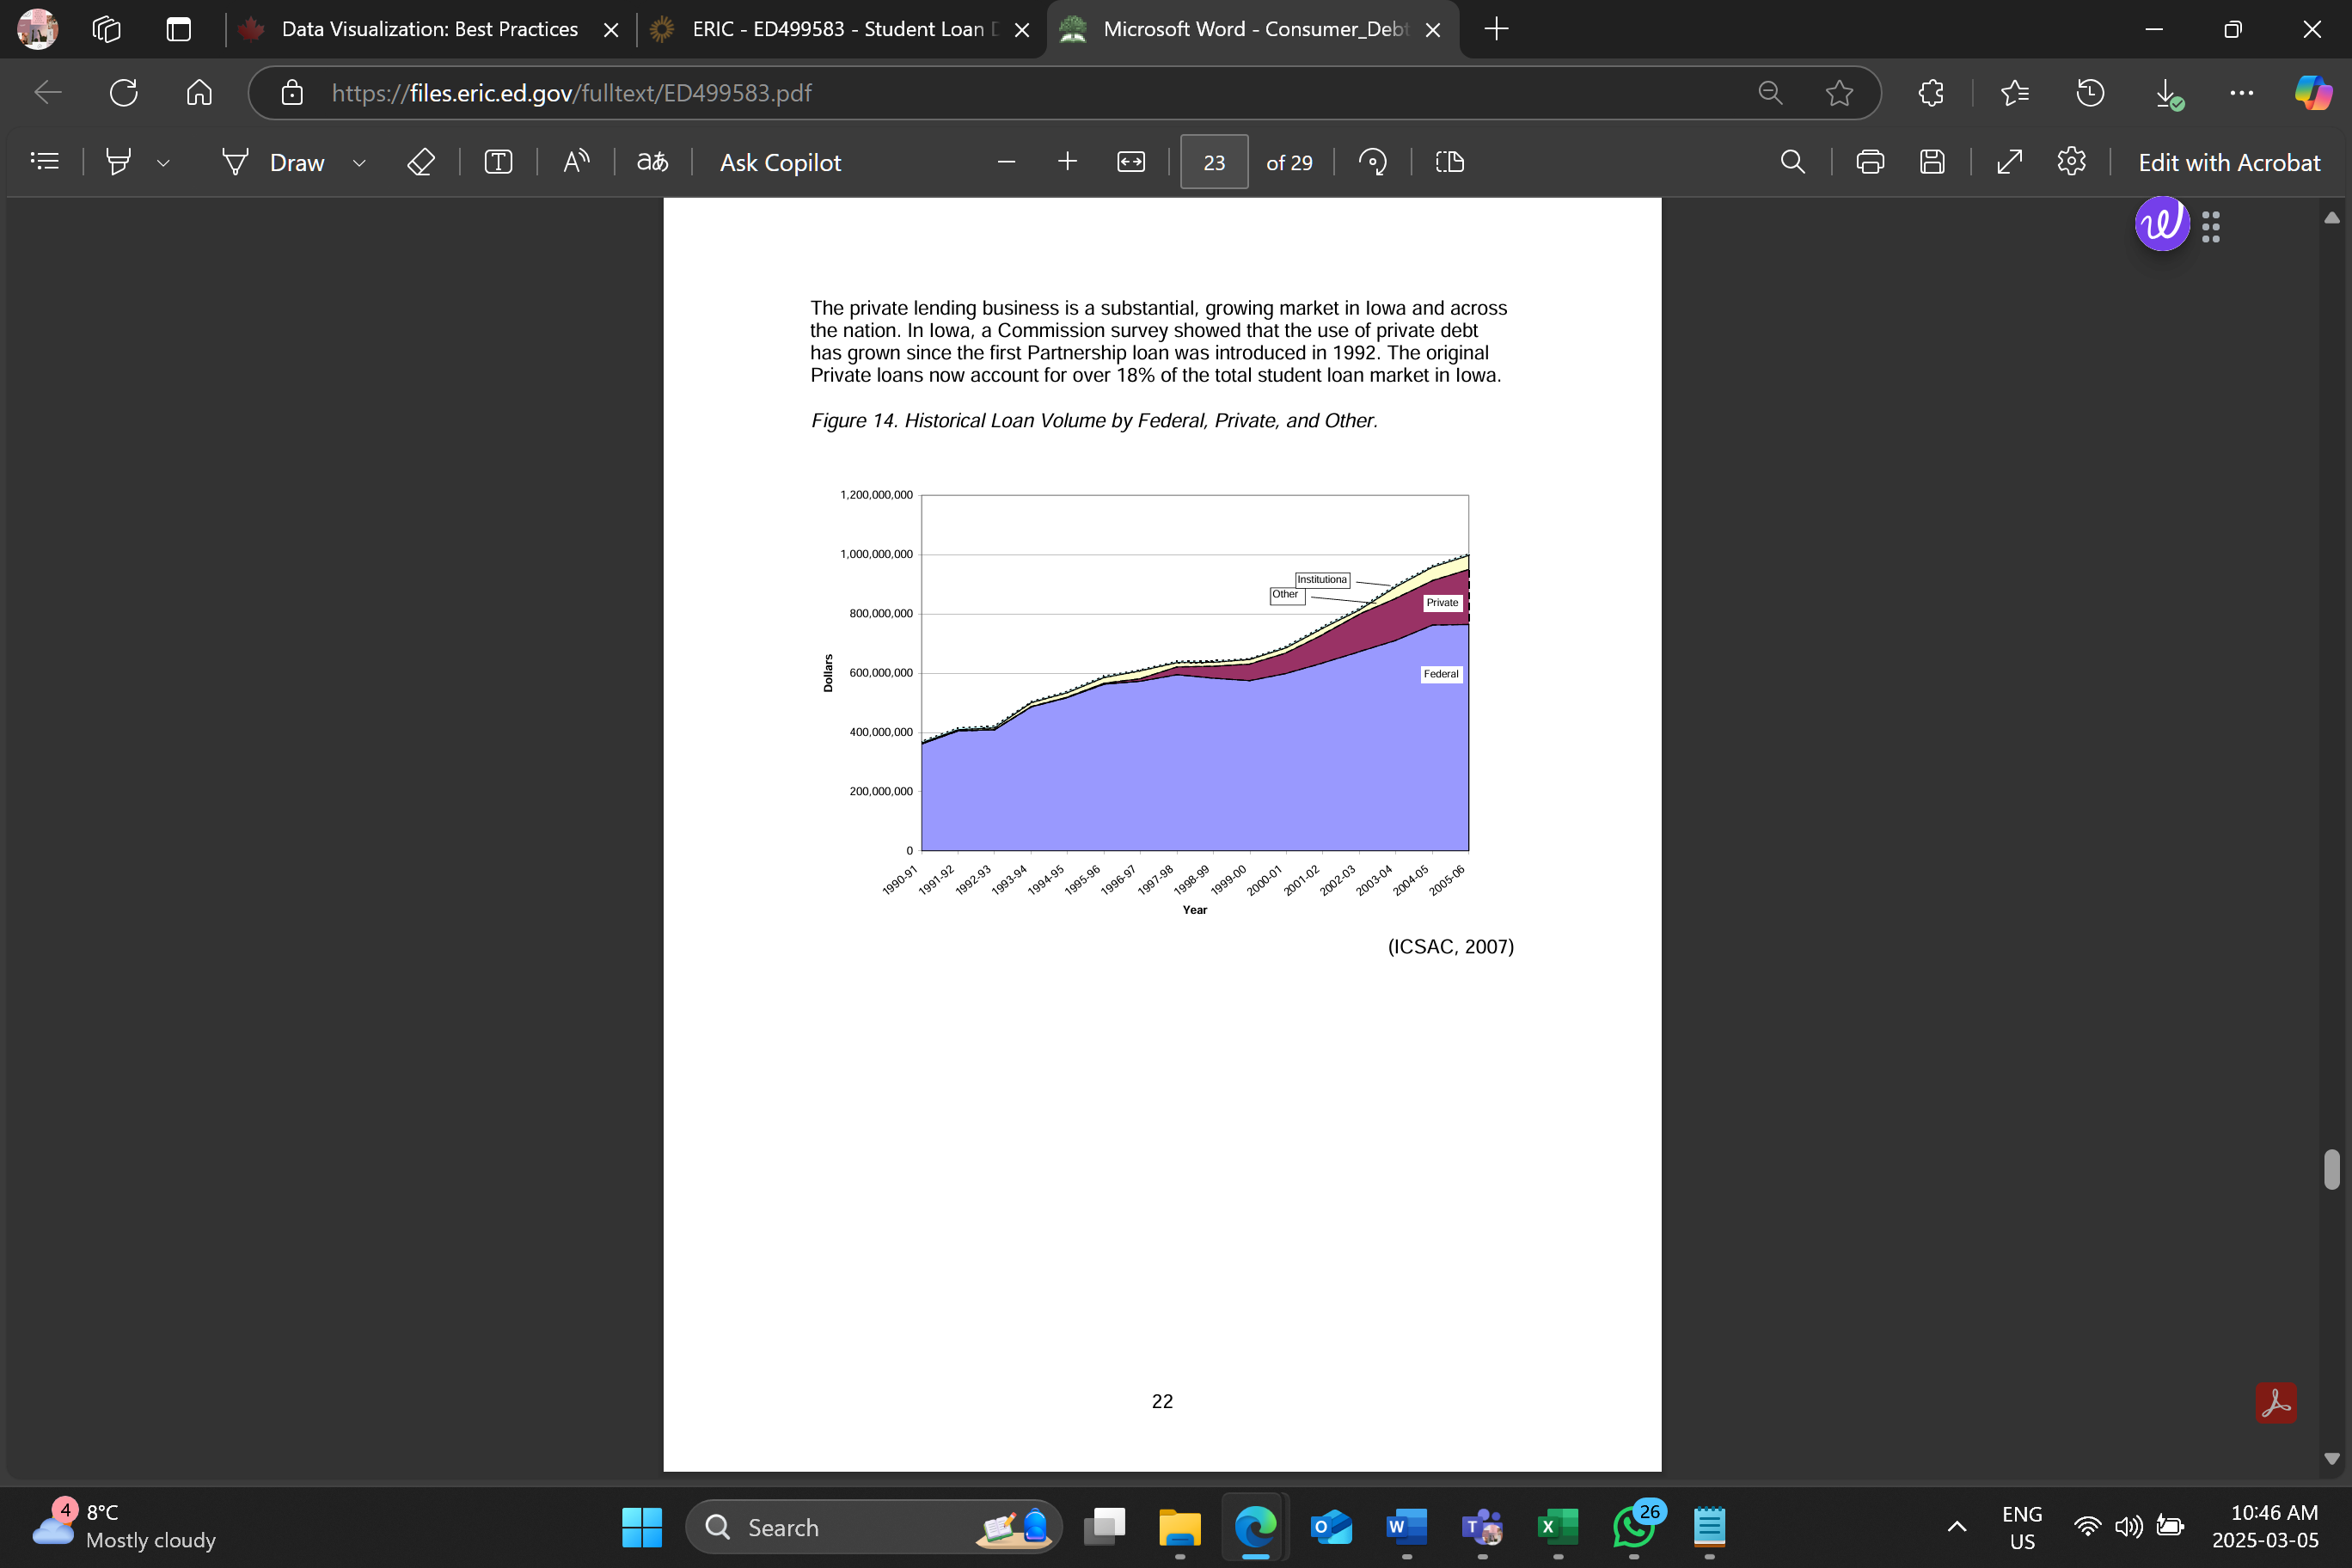 Data Visualization: Best Practices
ERIC - ED499583 - Student Loan
Microsoft Word - Consumer_Debt
https://files.eric.ed.gov/fulltext/ED499583.pdf
Draw
Ask Copilot
23
of 29
Edit with Acrobat
The private lending business is a substantial, growing market in Iowa and across
the nation. In Iowa, a Commission survey showed that the use of private debt
has grown since the first Partnership loan was introduced in 1992. The original
Private loans now account for over 18% of the total student loan market in Iowa.
Figure 14. Historical Loan Volume by Federal, Private, and Other.
1,200,000,000
1,000,000,000
800,000,000
600,000,000
400,000,000
200,000,000
0
Dollars
Institutiona
Other
Private
Federal
1990-91
1991-92
1992-93
1993-94
1994-95
1995-96
1996-97
1997-98
1998-99
1999-00
2000-01
2001-02
2002-03
2003-04
2004-05
2005-06
Year
(ICSAC, 2007)
22
4
8°C
Mostly cloudy
Search
26
ENG
US
10:46 AM
2025-03-05